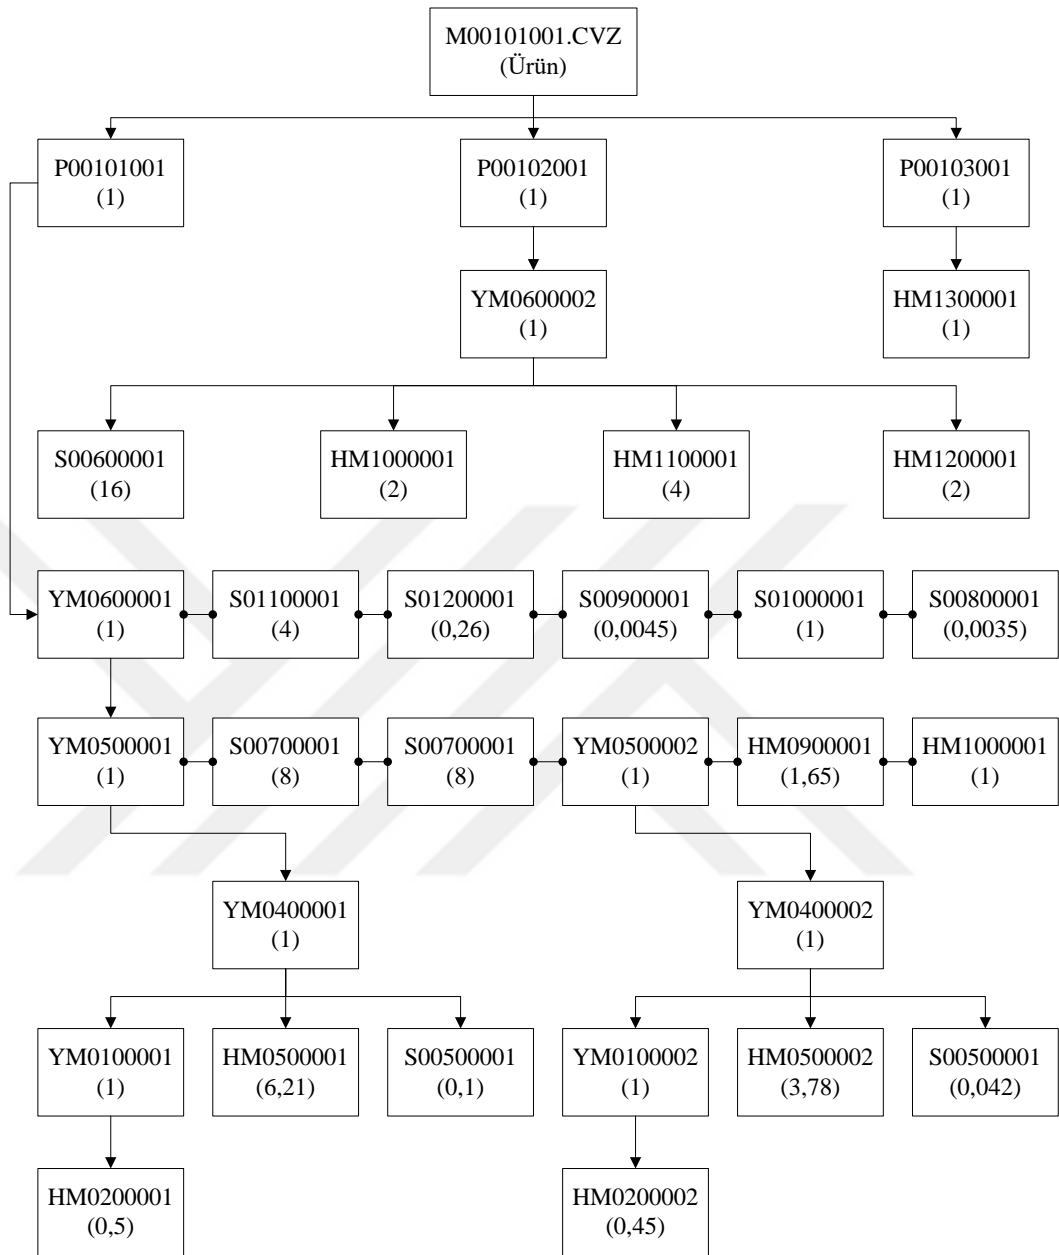 M00101001.CVZ
(Ürün)
P00101001
(1)
P00102001
(1)
P00103001
(1)
YM0600002
(1)
HM1300001
(1)
S00600001
(16)
HM1000001
(2)
HM1100001
(4)
HM1200001
(2)
YM0600001
(1)
S01100001
(4)
S01200001
(0,26)
S00900001
(0,0045)
S01000001
(1)
S00800001
(0,0035)
YM0500001
(1)
S00700001
(8)
S00700001
(8)
YM0500002
(1)
HM0900001
(1,65)
HM1000001
(1)
YM0400001
(1)
YM0400002
(1)
YM0100001
(1)
HM0500001
(6,21)
S00500001
(0,1)
YM0100002
(1)
HM0500002
(3,78)
S00500001
(0,042)
HM0200001
(0,5)
HM0200002
(0,45)